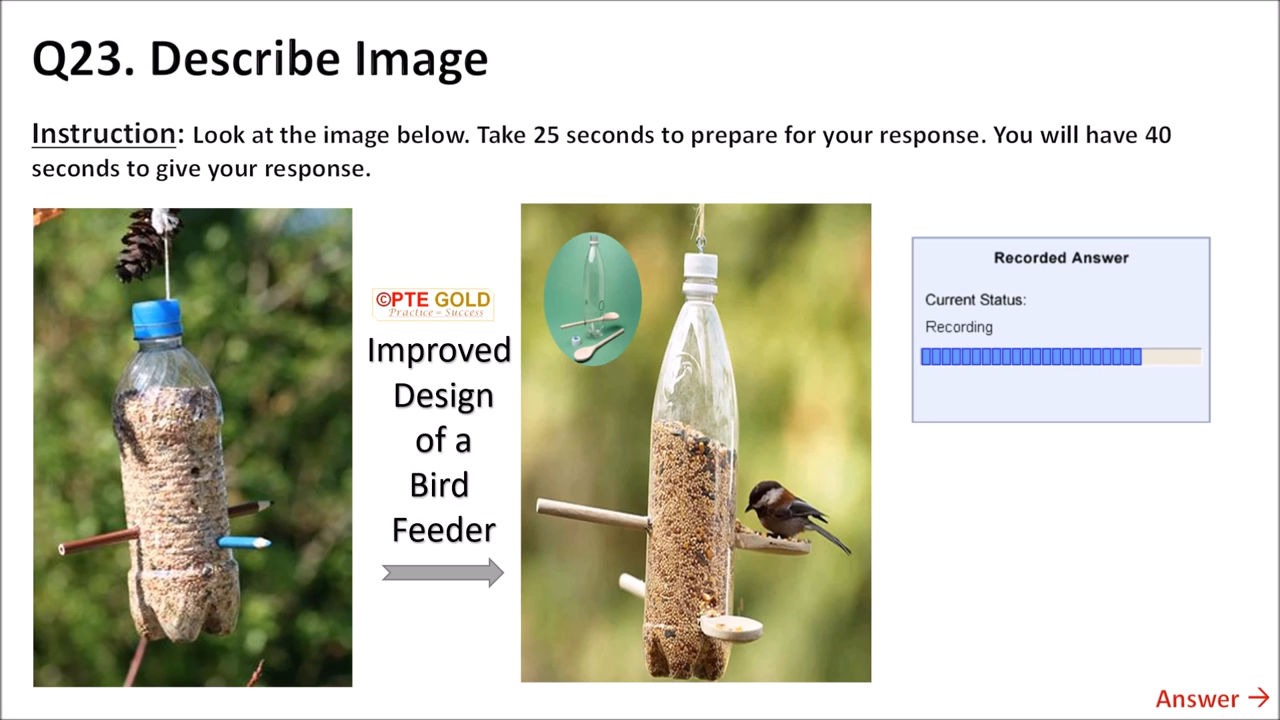 Q23. Describe Image
Instruction: Look at the image below. Take 25 seconds to prepare for your response. You will have 40
seconds to give your response.
©PTE GOLD
Practice = Success
Improved
Design
of a
Bird
Feeder
Recorded Answer
Current Status:
Recording
Answer →